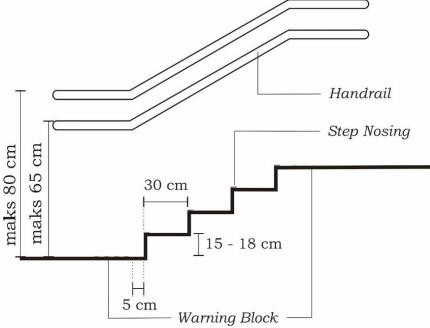 Handrail
Step Nosing
maks 80 cm
maks 65 cm
30 cm
15 - 18 cm
5 cm
Warning Block